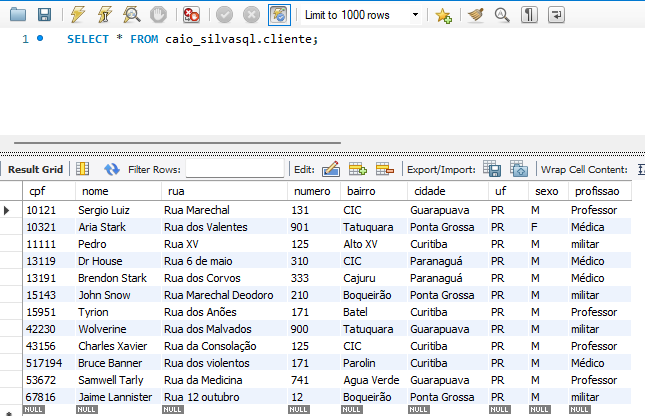 Limit to 1000 rows
1 SELECT * FROM caio_silvasql.cliente;
Result Grid Filter Rows: Edit: Export/Import: Wrap Cell Content:
cpf nome rua numero bairro cidade uf sexo profissao
10121 Sergio Luiz Rua Marechal 131 CIC Guarapuava PR M Professor
10321 Aria Stark Rua dos Valentes 901 Tatuquara Ponta Grossa PR F Médica
11111 Pedro Rua XV 125 Alto XV Curitiba PR M militar
13119 Dr House Rua 6 de maio 310 CIC Paranaguá PR M Médico
13191 Brendon Stark Rua dos Corvos 333 Cajuru Paranaguá PR M Médico
15143 John Snow Rua Marechal Deodoro 210 Boqueirão Ponta Grossa PR M militar
15951 Tyrion Rua dos Anões 171 Batel Curitiba PR M Professor
42230 Wolverine Rua dos Malvados 900 Tatuquara Guarapuava PR M militar
43156 Charles Xavier Rua da Consolação 125 CIC Curitiba PR M Professor
517194 Bruce Banner Rua dos violentos 171 Parolin Curitiba PR M Médico
53672 Samwell Tarly Rua da Medicina 741 Agua Verde Guarapuava PR M Professor
67816 Jaime Lannister Rua 12 outubro 12 Boqueirão Ponta Grossa PR M militar
NULL NULL NULL NULL NULL NULL NULL NULL NULL